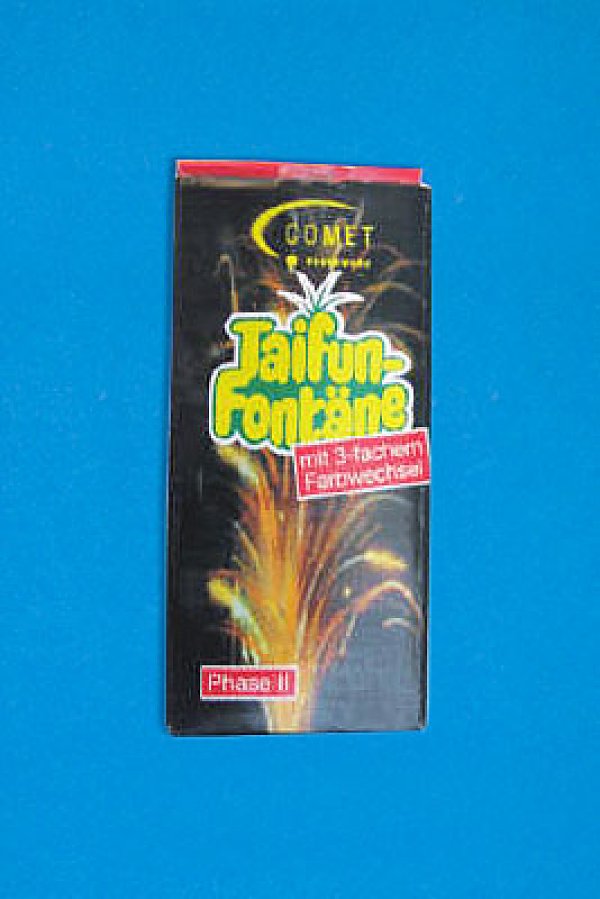 COMET
Taifun-
Fontäne
mit 3-fachem
Farbwechsel
Phase II